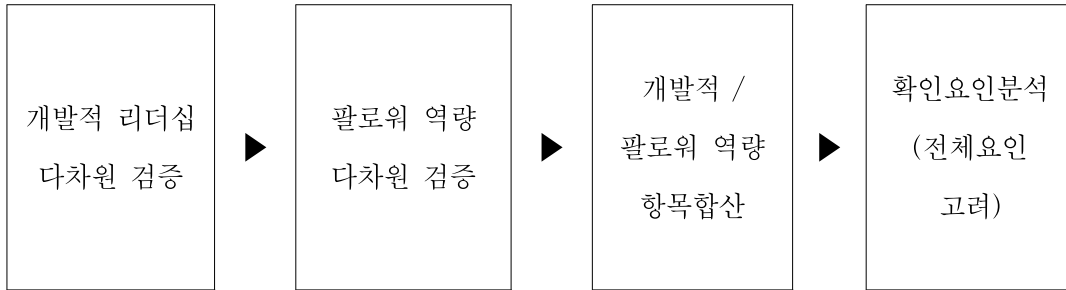 개발적 리더십
다차원 검증
▶
팔로워 역량
다차원 검증
▶
개발적 /
팔로워 역량
항목합산
▶
확인요인분석
(전체요인
고려)